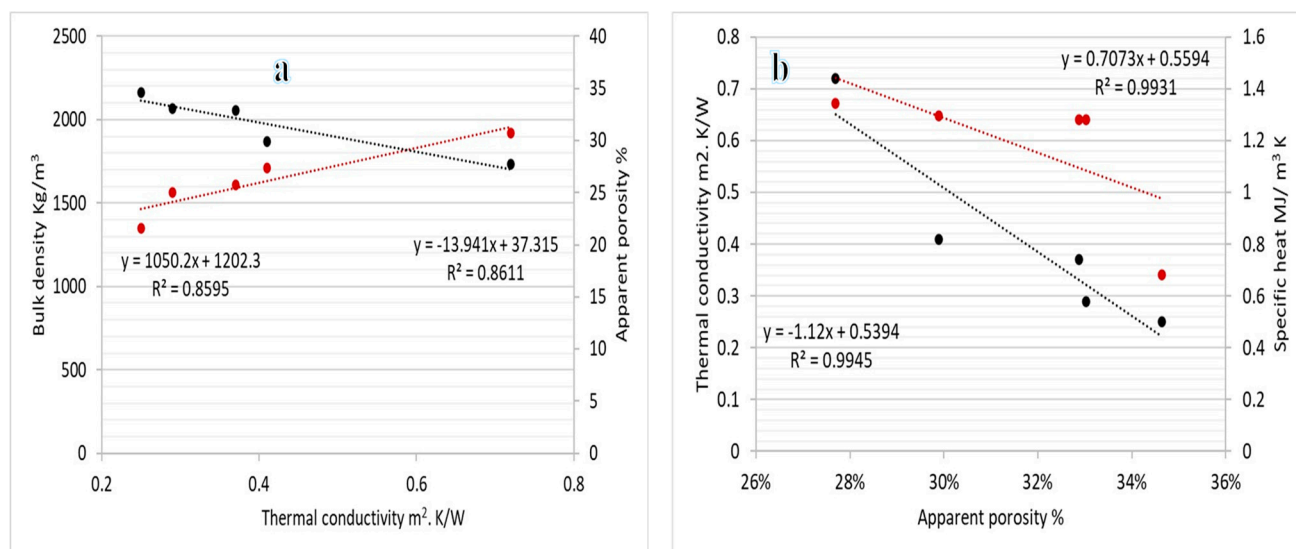 a
Bulk density Kg/m³
2500
2000
1500
1000
500
0
y = 1050.2x + 1202.3
R² = 0.8595
y = -13.941x + 37.315
R² = 0.8611
40
35
30
25
20
15
10
5
0
Apparent porosity %
0.2
0.4
0.6
0.8
Thermal conductivity m². K/W
b
Thermal conductivity m2. K/W
0.8
0.7
0.6
0.5
0.4
0.3
0.2
0.1
0
y = 0.7073x + 0.5594
R² = 0.9931
y = -1.12x + 0.5394
R² = 0.9945
1.6
1.4
1.2
1
0.8
0.6
0.4
0.2
0
Specific heat MJ/ m³ K
26%
28%
30%
32%
34%
36%
Apparent porosity %